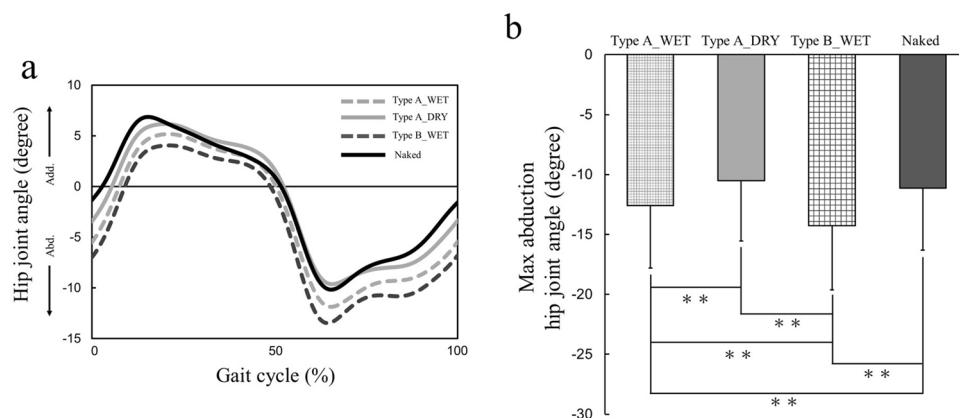 a
Hip joint angle (degree)
Add.
Abd.
10
5
0
-5
-10
-15
0
50
100
Gait cycle (%)
Type A_WET
Type A_DRY
Type B_WET
Naked
b
Type A_WET Type A_DRY Type B_WET Naked
Max abduction
hip joint angle (degree)
0
-5
-10
-15
-20
-25
-30
**
**
**
**
**